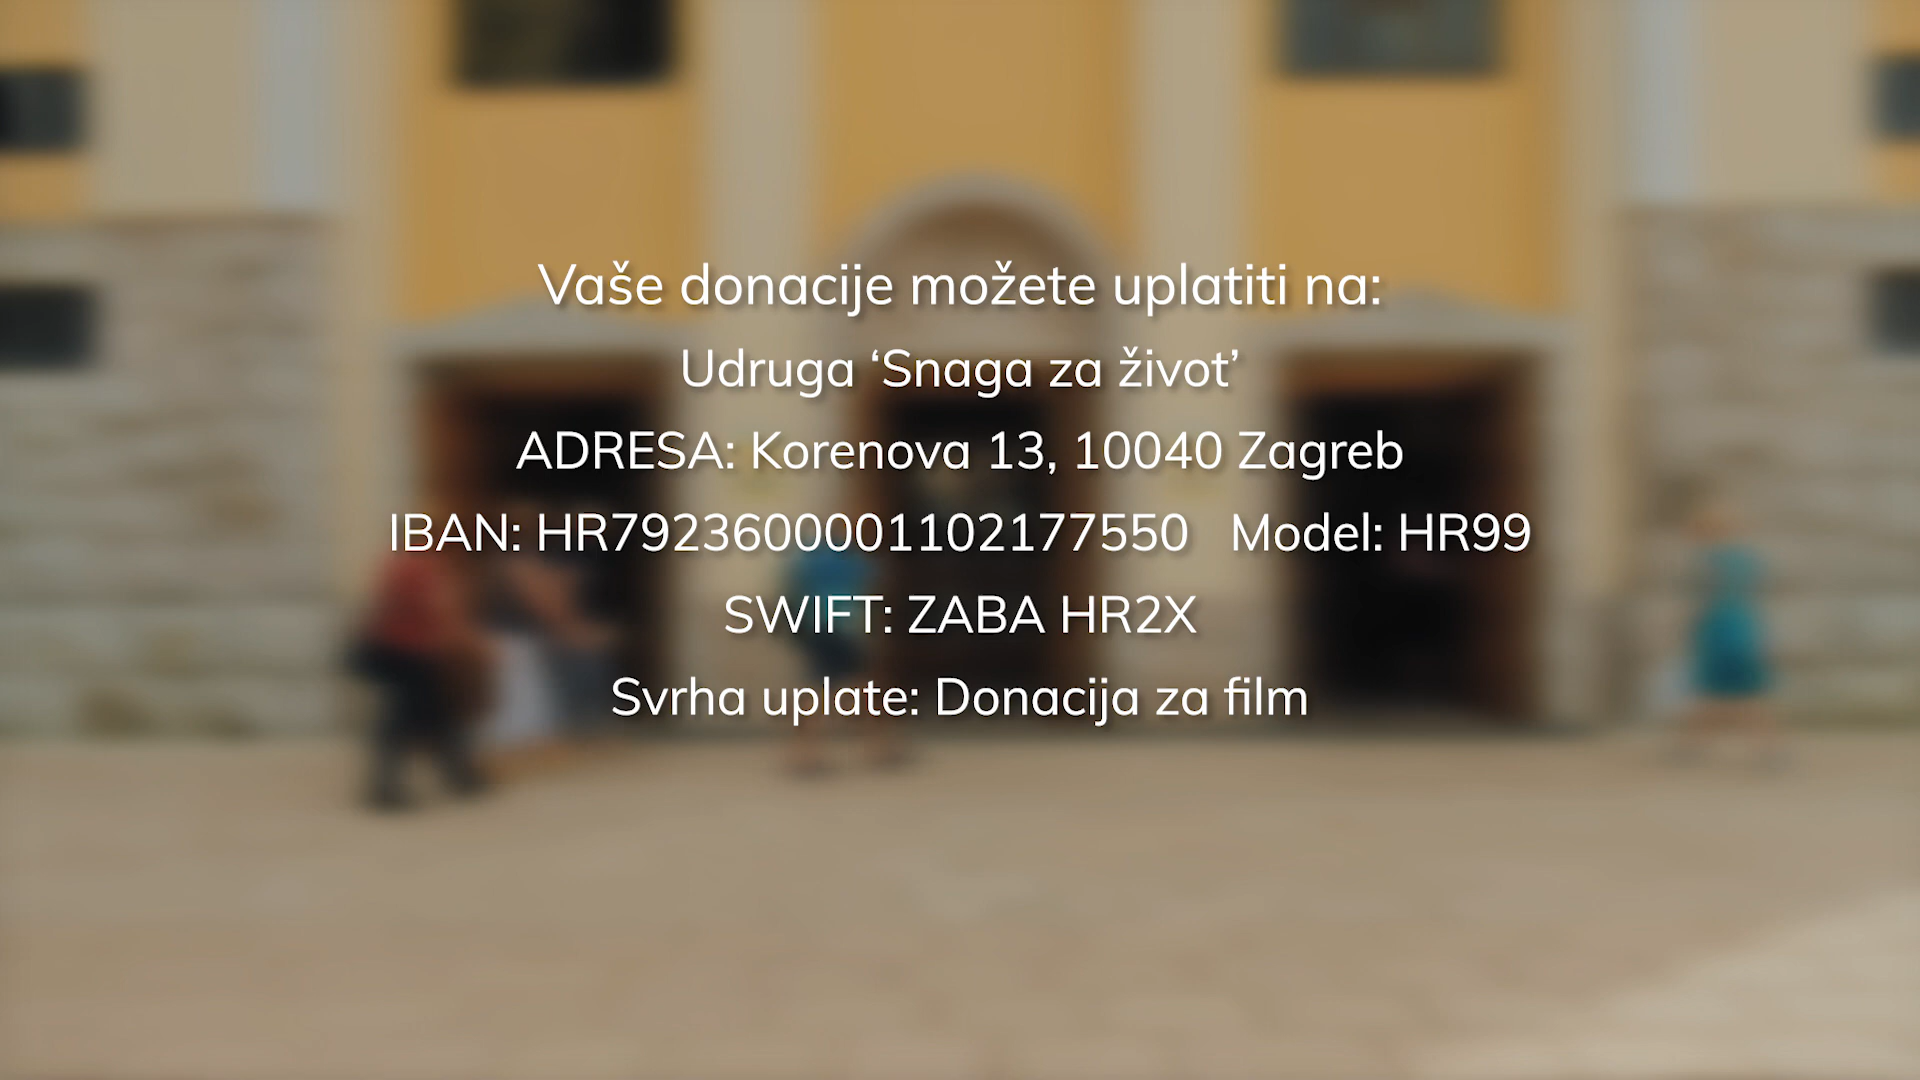 Vaše donacije možete uplatiti na:
Udruga ‘Snaga za život’
ADRESA: Korenova 13, 10040 Zagreb
IBAN: HR7923600001102177550 Model: HR99
SWIFT: ZABA HR2X
Svrha uplate: Donacija za film